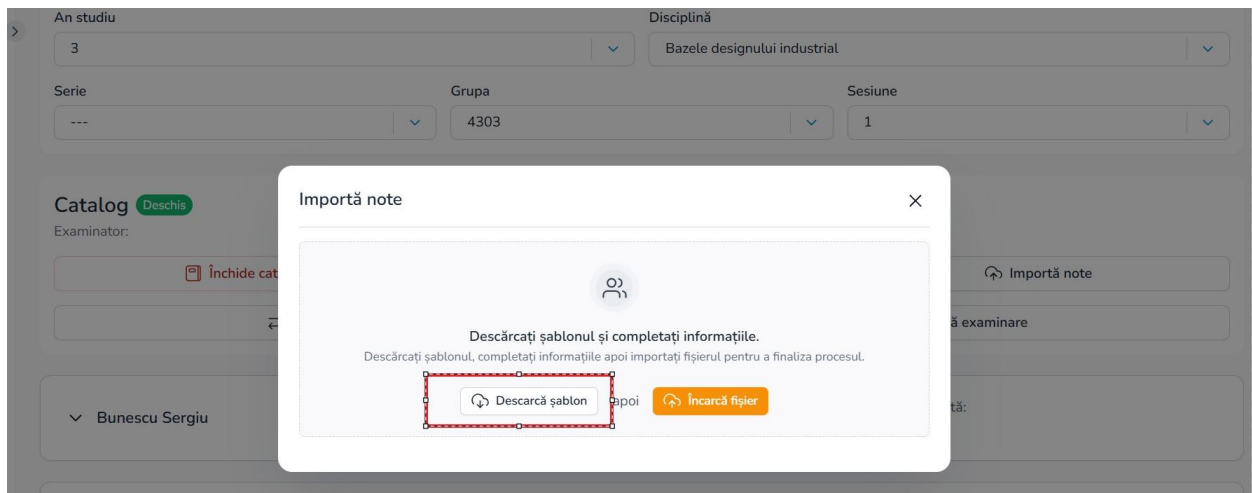 An studiu
Disciplină
3
Bazele designului industrial
Serie
Grupa
Sesiune
---
4303
1
Importă note
Catalog Deschis
Examinator:
Închide cat
Importă note
Descărcați șablonul și completați informațiile.
ă examinare
Descărcați șablonul, completați informațiile apoi importați fișierul pentru a finaliza procesul.
Descarcă șablon apoi Încarcă fișier
Bunescu Sergiu
tă: